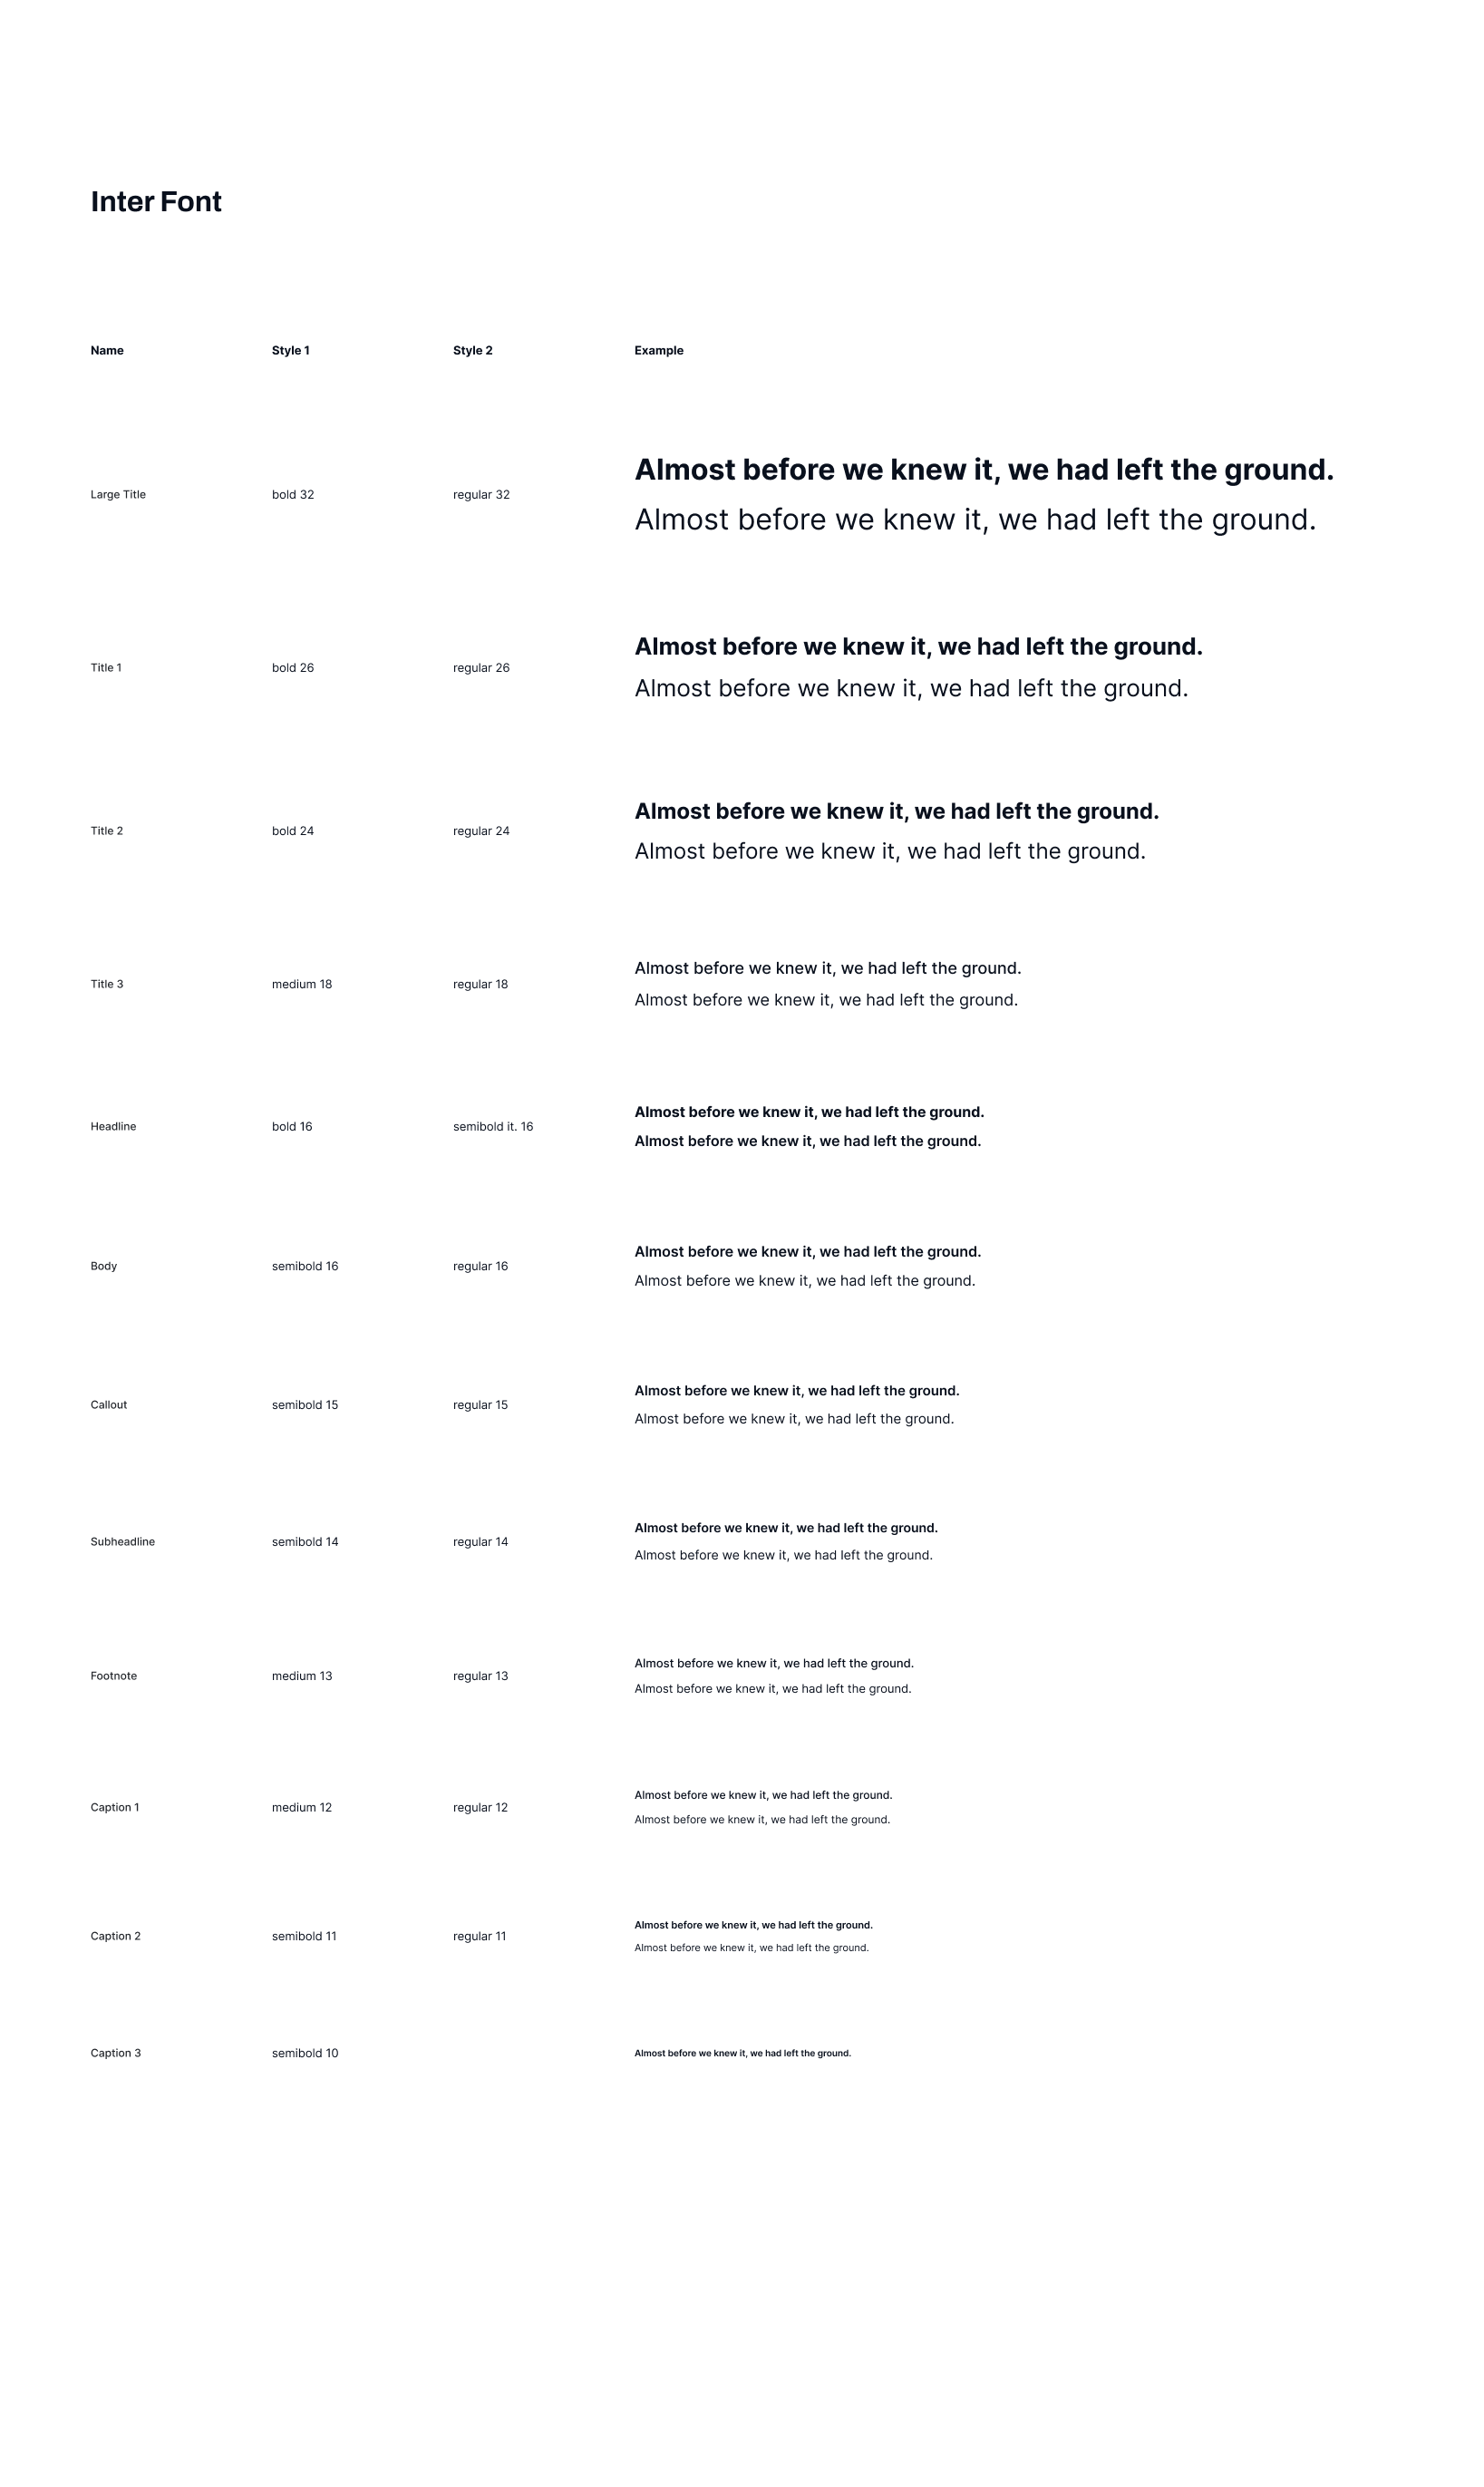 Inter Font
Name Style 1 Style 2 Example
Almost before we knew it, we had left the ground.
Large Title bold 32 regular 32
Almost before we knew it, we had left the ground.
Almost before we knew it, we had left the ground.
Title 1 bold 26 regular 26
Almost before we knew it, we had left the ground.
Almost before we knew it, we had left the ground.
Title 2 bold 24 regular 24
Almost before we knew it, we had left the ground.
Almost before we knew it, we had left the ground.
Title 3 medium 18 regular 18
Almost before we knew it, we had left the ground.
Almost before we knew it, we had left the ground.
Headline bold 16 semibold it. 16
Almost before we knew it, we had left the ground.
Almost before we knew it, we had left the ground.
Body semibold 16 regular 16
Almost before we knew it, we had left the ground.
Almost before we knew it, we had left the ground.
Callout semibold 15 regular 15
Almost before we knew it, we had left the ground.
Almost before we knew it, we had left the ground.
Subheadline semibold 14 regular 14
Almost before we knew it, we had left the ground.
Almost before we knew it, we had left the ground.
Footnote medium 13 regular 13
Almost before we knew it, we had left the ground.
Almost before we knew it, we had left the ground.
Caption 1 medium 12 regular 12
Almost before we knew it, we had left the ground.
Almost before we knew it, we had left the ground.
Caption 2 semibold 11 regular 11
Almost before we knew it, we had left the ground.
Caption 3 semibold 10 Almost before we knew it, we had left the ground.